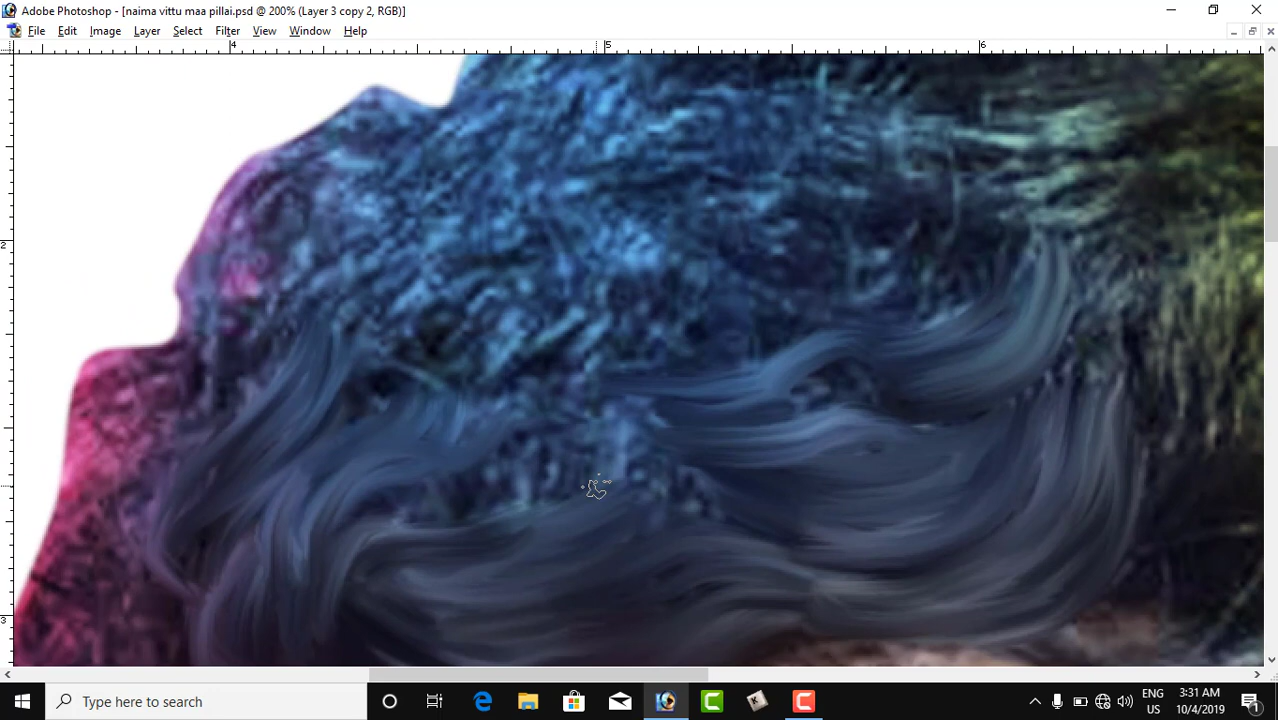 Adobe Photoshop - [naima vittu maa pillai.psd @ 200% (Layer 3 copy 2, RGB)]
File Edit Image Layer Select Filter View Window Help
4 5 6
2
3
Type here to search
ENG 3:31 AM
US 10/4/2019
1